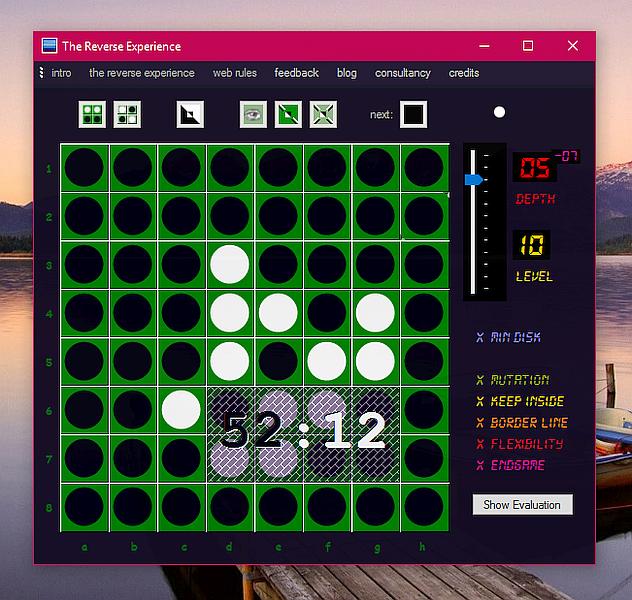 The Reverse Experience
intro the reverse experience web rules feedback blog consultancy credits
next:
1
2
3
4
5
6
7
8
a b c d e f g h
52:12
05 -07
DEPTH
10
LEVEL
X MIN DISK
X MUTATION
X KEEP INSIDE
X BORDER LINE
X FLEXIBILITY
X ENDGAME
Show Evaluation